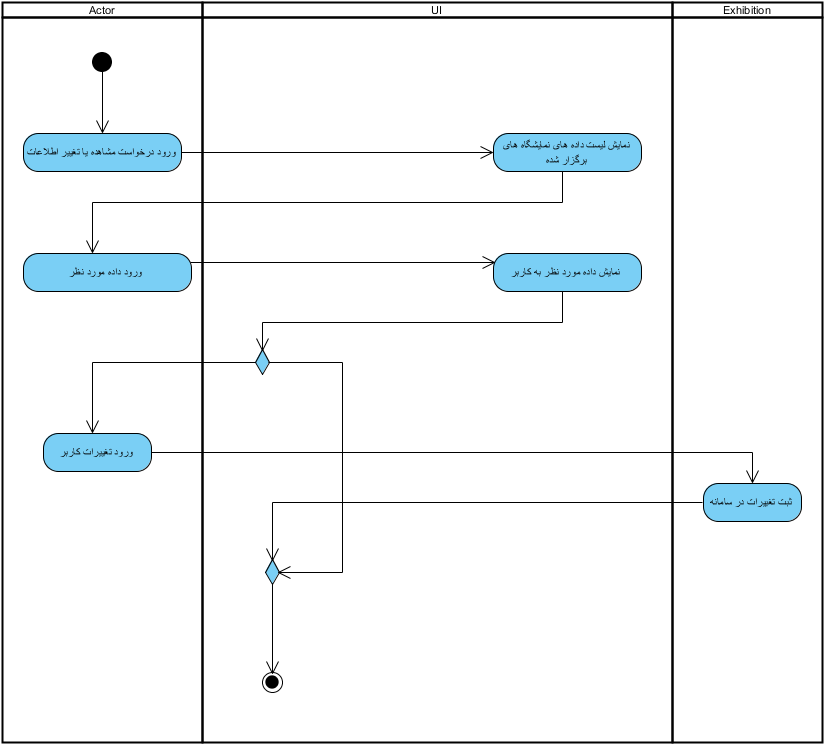 Actor
UI
Exhibition
ورود درخواست مشاهده یا تغییر اطلاعات
نمایش لیست داده های نمایشگاه های
برگزار شده
ورود داده مورد نظر
نمایش داده مورد نظر به کاربر
ورود تغییرات کاربر
ثبت تغییرات در سامانه